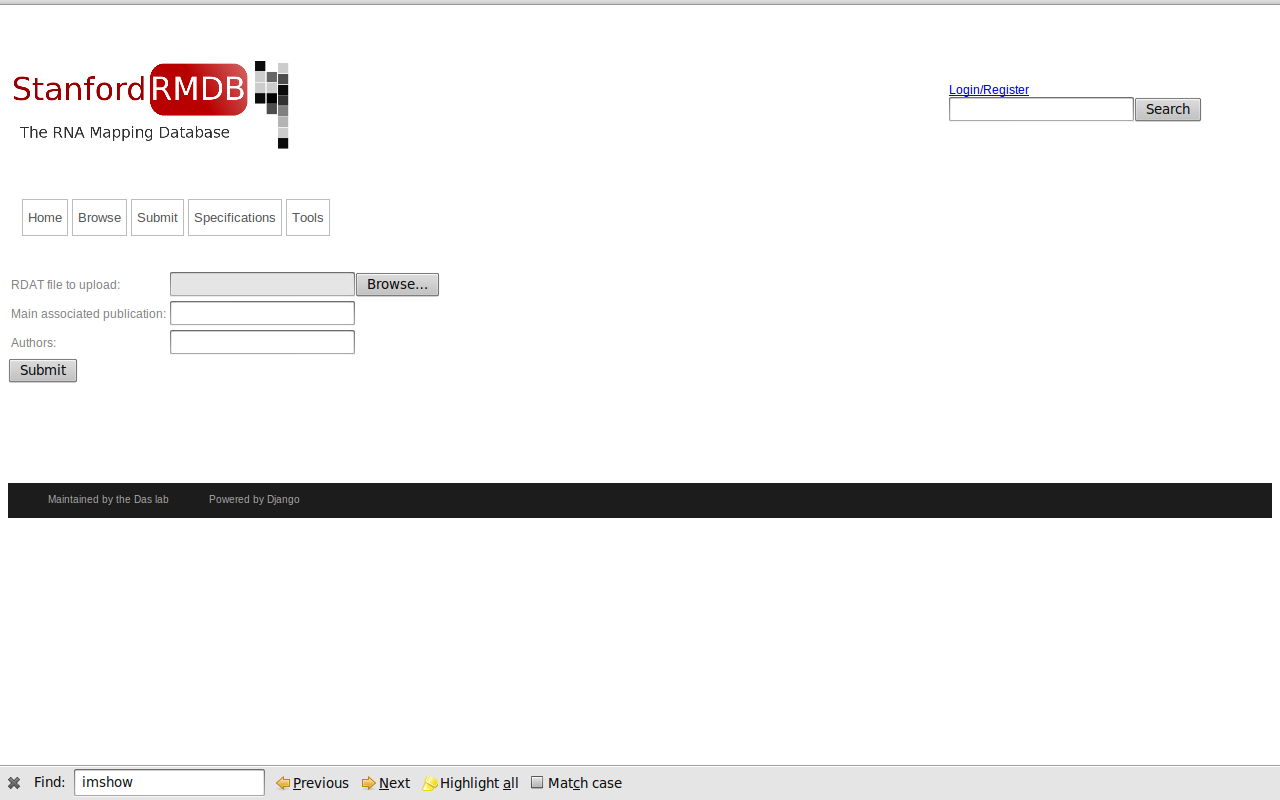 Stanford RMDB
The RNA Mapping Database
Login/Register
Search
Home Browse Submit Specifications Tools
RDAT file to upload: Browse...
Main associated publication:
Authors:
Submit
Maintained by the Das lab Powered by Django
Find: imshow Previous Next Highlight all Match case